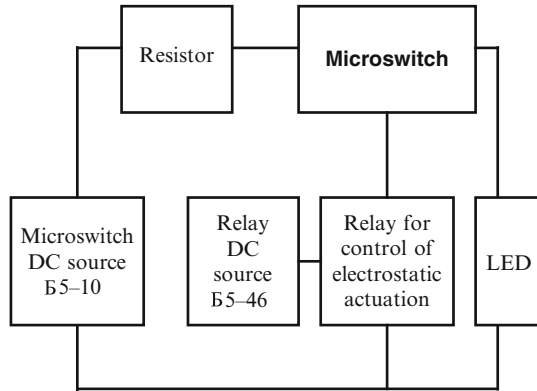 Resistor
Microswitch
Microswitch
DC source
Б5–10
Relay
DC
source
Б5–46
Relay for
control of
electrostatic
actuation
LED